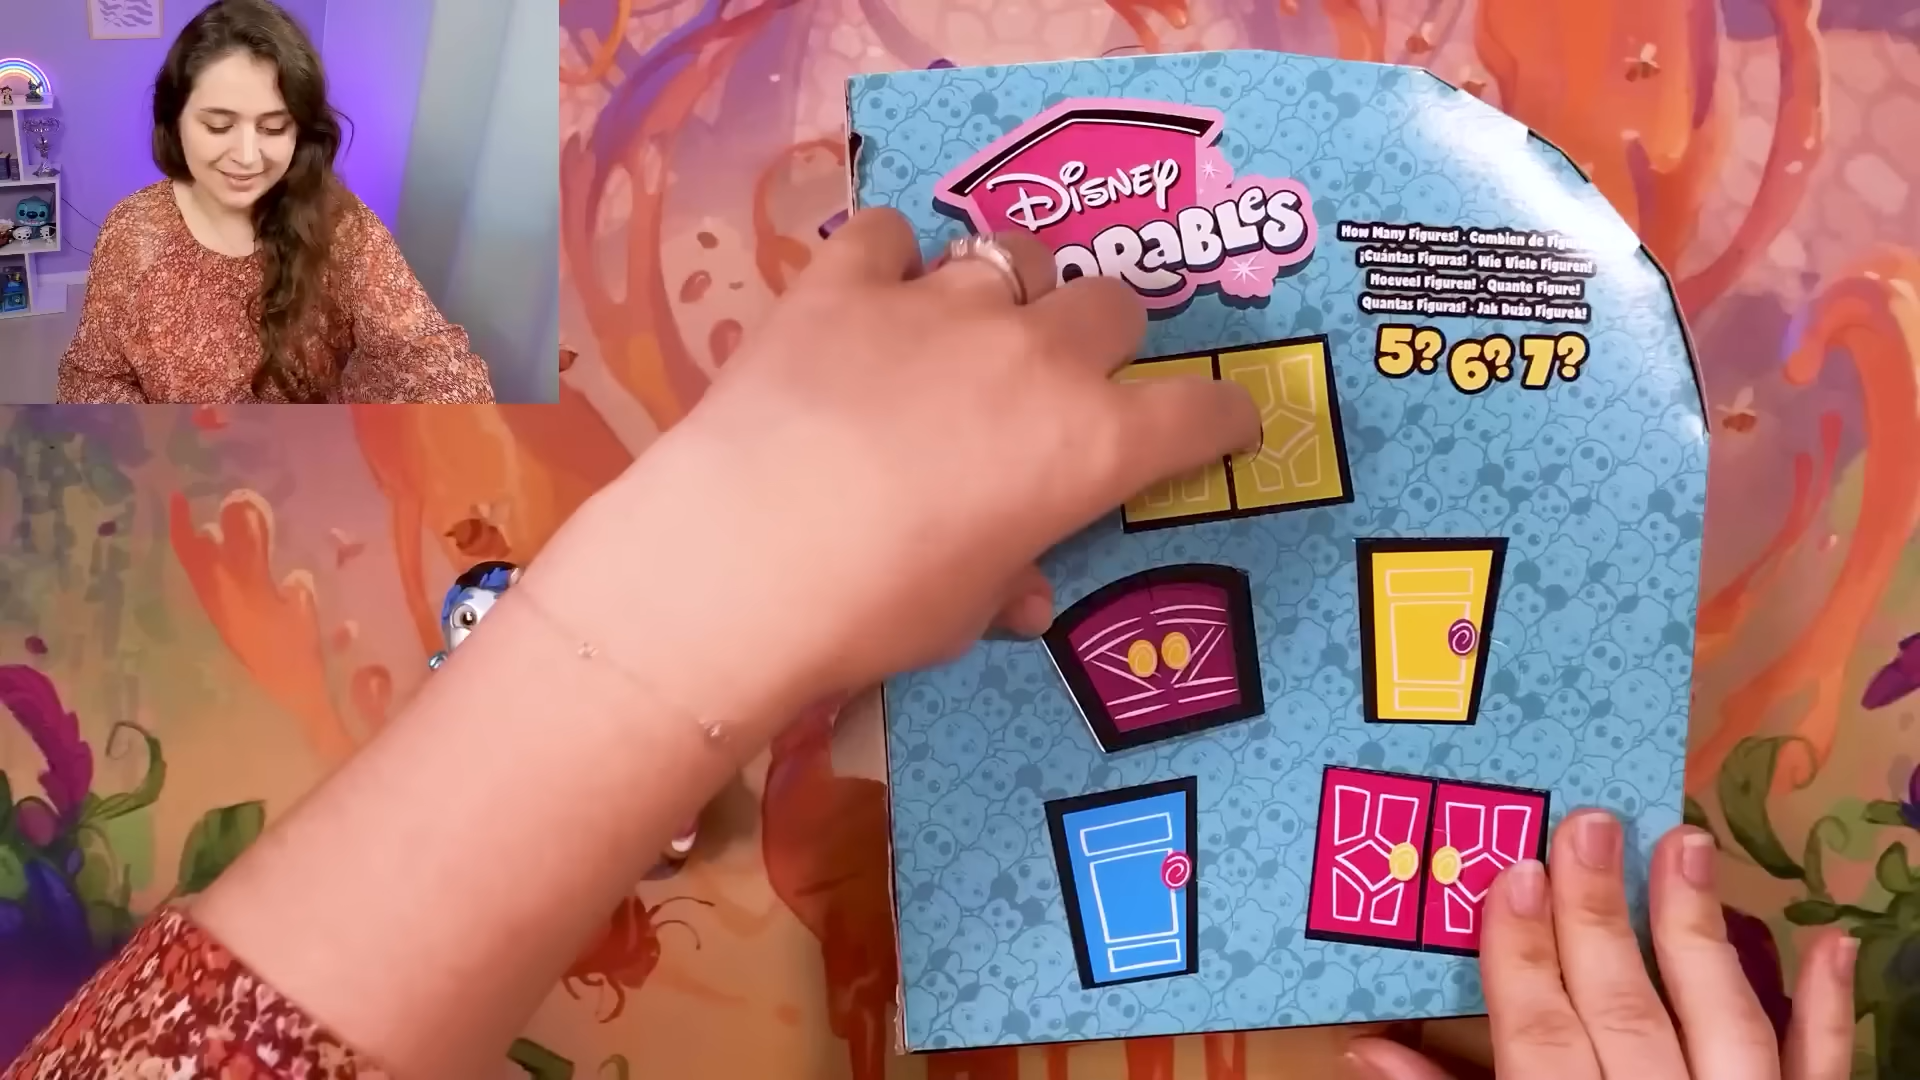 Disney
ORABLES
How Many Figures! · Combien de
¡Cuántas Figuras! · Wie Viele Figuren!
Hoeveel Figuren! · Quante Figure!
Quantas Figuras! · Jak Dużo Figurek!
5? 6? 7?